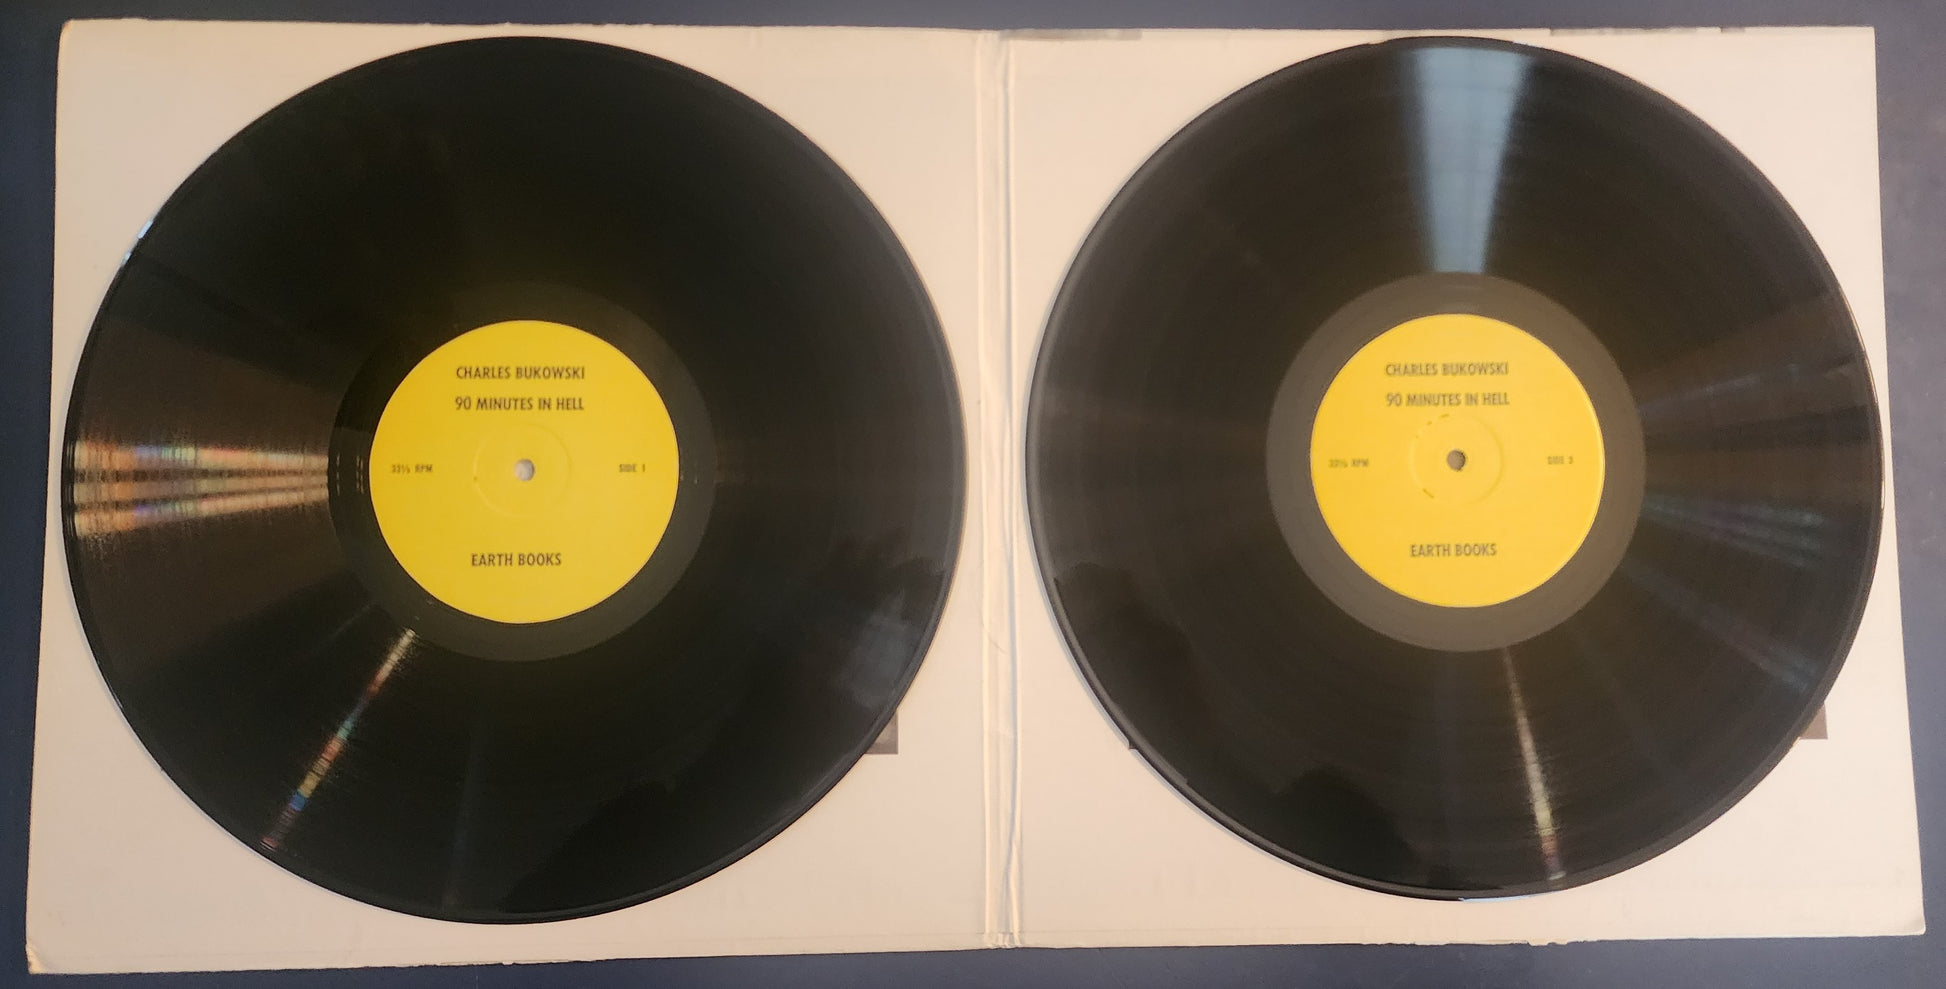 CHARLES BUKOWSKI
90 MINUTES IN HELL
33⅓ RPM SIDE 1
EARTH BOOKS
CHARLES BUKOWSKI
90 MINUTES IN HELL
33⅓ RPM SIDE 3
EARTH BOOKS